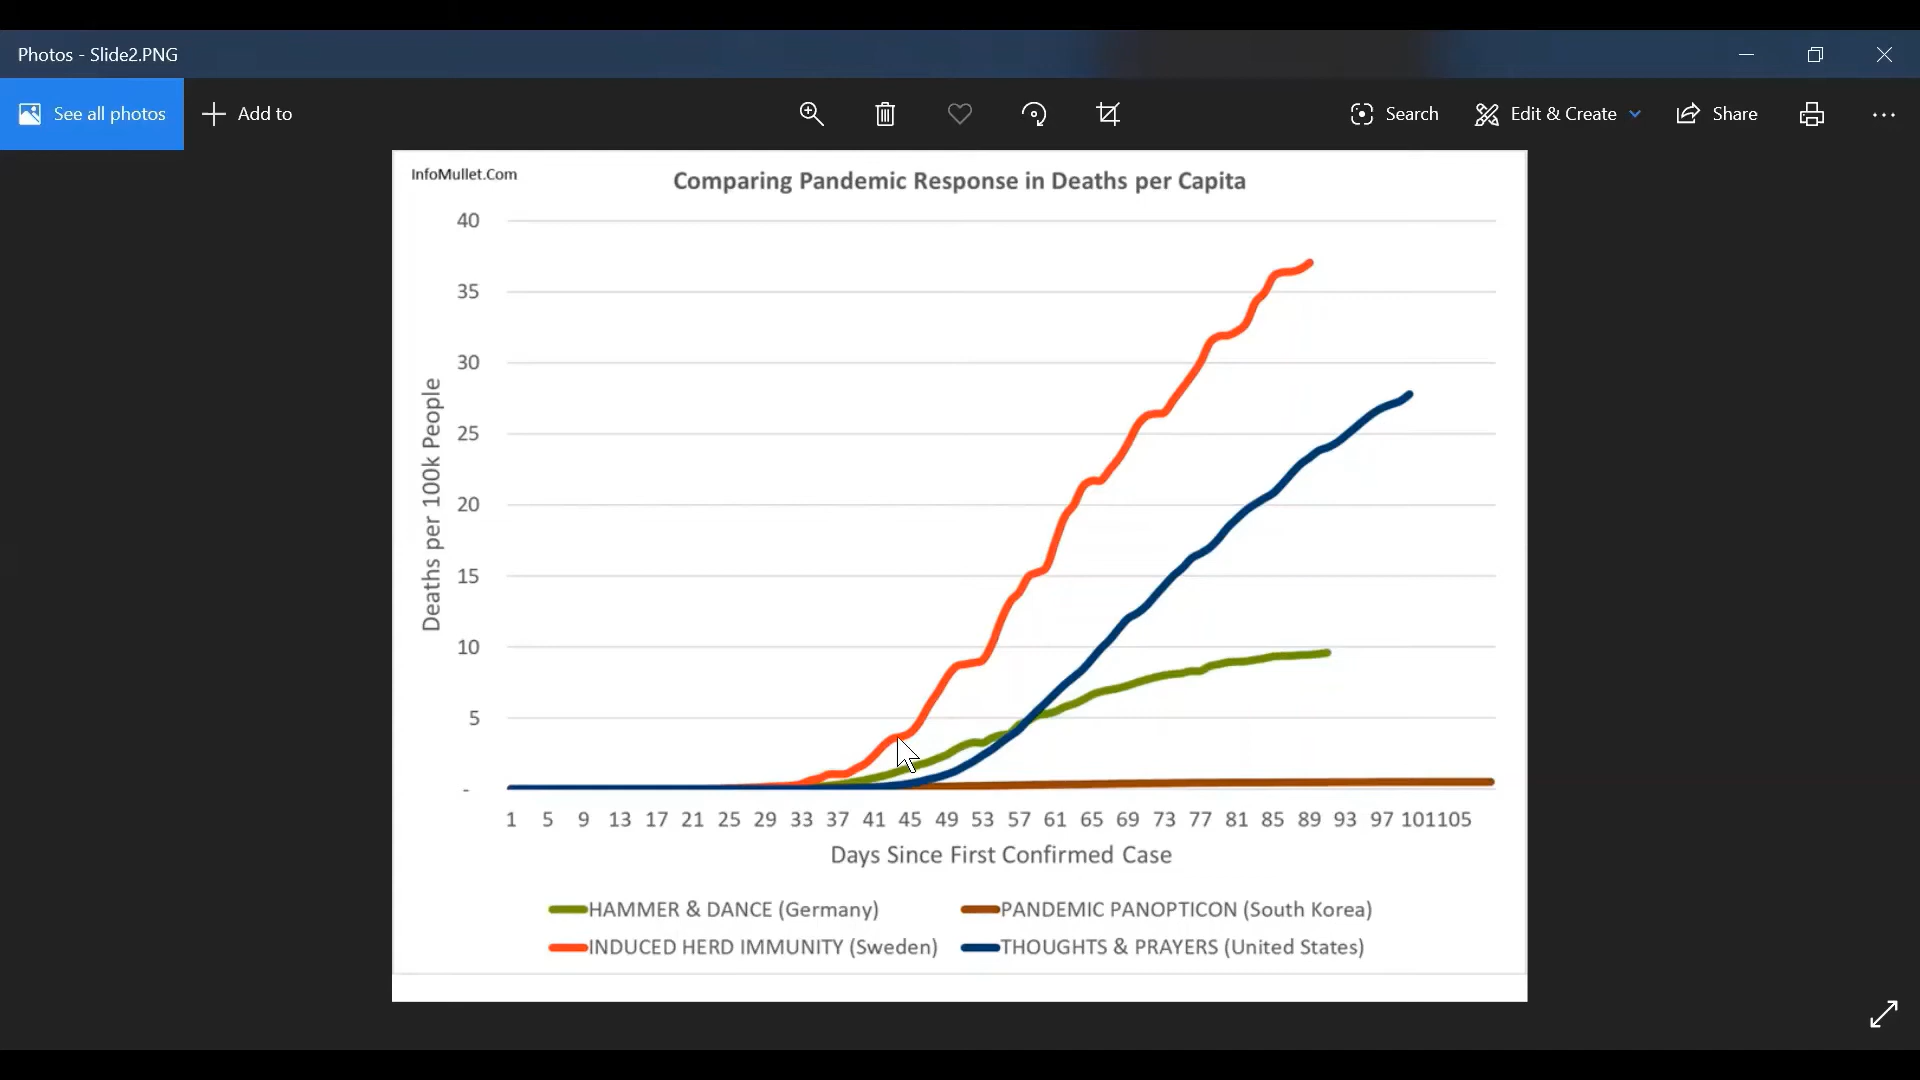 Photos - Slide2.PNG
See all photos
Add to
Search
Edit & Create
Share
InfoMullet.Com
Comparing Pandemic Response in Deaths per Capita
Deaths per 100k People
40
35
30
25
20
15
10
5
-
1 5 9 13 17 21 25 29 33 37 41 45 49 53 57 61 65 69 73 77 81 85 89 93 97 101105
Days Since First Confirmed Case
HAMMER & DANCE (Germany) PANDEMIC PANOPTICON (South Korea)
INDUCED HERD IMMUNITY (Sweden) THOUGHTS & PRAYERS (United States)